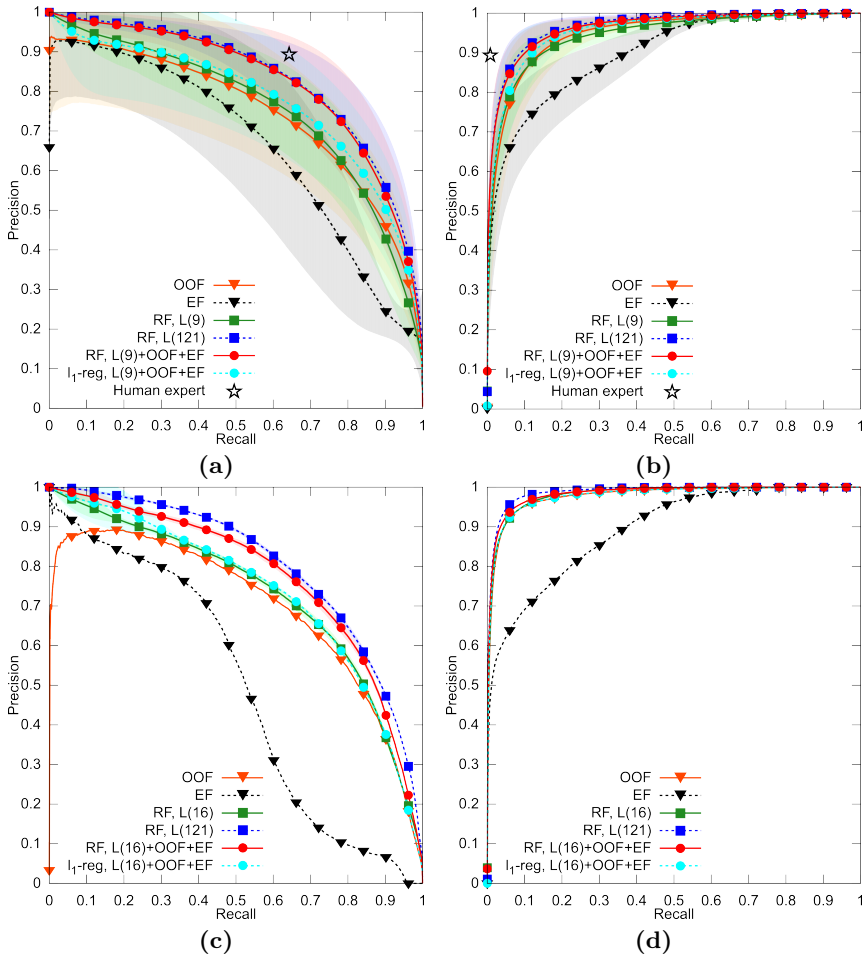 1
0.9
0.8
0.7
0.6
0.5
0.4
0.3
0.2
0.1
0
Precision
OOF
EF
RF, L(9)
RF, L(121)
RF, L(9)+OOF+EF
l1-reg, L(9)+OOF+EF
Human expert
0 0.1 0.2 0.3 0.4 0.5 0.6 0.7 0.8 0.9 1
Recall
(a)
1
0.9
0.8
0.7
0.6
0.5
0.4
0.3
0.2
0.1
0
Precision
OOF
EF
RF, L(9)
RF, L(121)
RF, L(9)+OOF+EF
l1-reg, L(9)+OOF+EF
Human expert
0 0.1 0.2 0.3 0.4 0.5 0.6 0.7 0.8 0.9 1
Recall
(b)
1
0.9
0.8
0.7
0.6
0.5
0.4
0.3
0.2
0.1
0
Precision
OOF
EF
RF, L(16)
RF, L(121)
RF, L(16)+OOF+EF
l1-reg, L(16)+OOF+EF
0 0.1 0.2 0.3 0.4 0.5 0.6 0.7 0.8 0.9 1
Recall
(c)
1
0.9
0.8
0.7
0.6
0.5
0.4
0.3
0.2
0.1
0
Precision
OOF
EF
RF, L(16)
RF, L(121)
RF, L(16)+OOF+EF
l1-reg, L(16)+OOF+EF
0 0.1 0.2 0.3 0.4 0.5 0.6 0.7 0.8 0.9 1
Recall
(d)